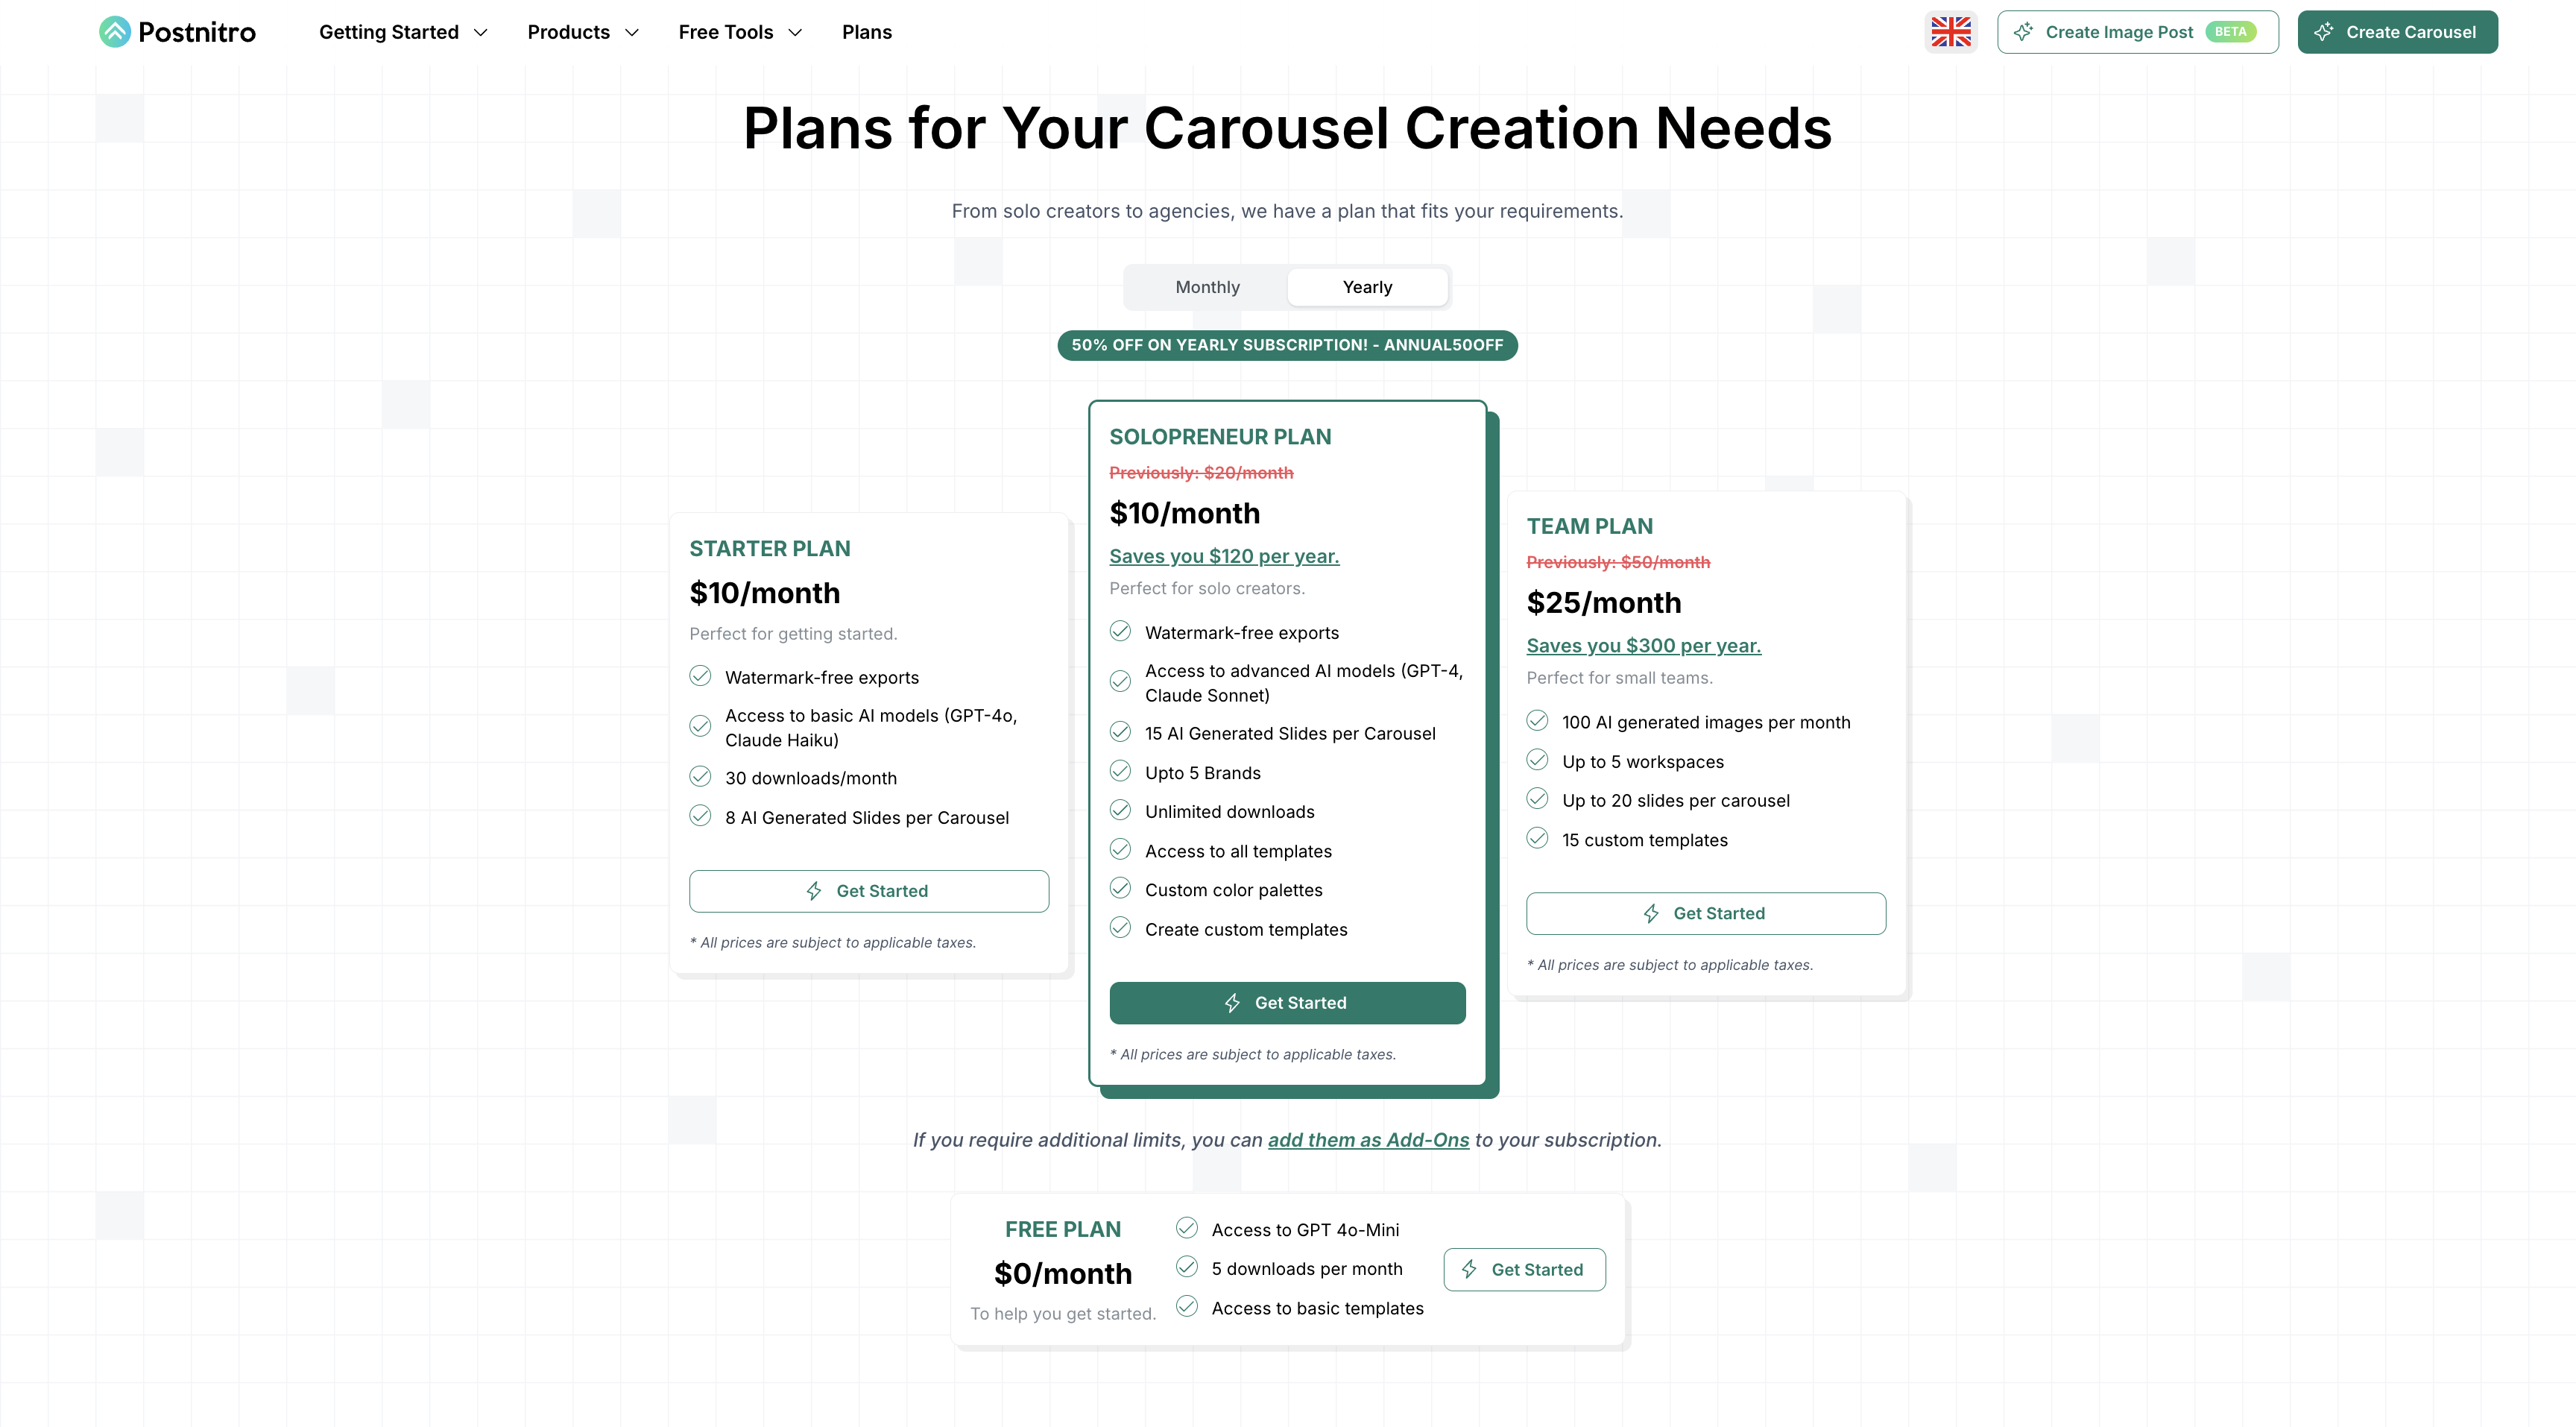 Postnitro
Getting Started
Products
Free Tools
Plans
Create Image Post BETA
Create Carousel
Plans for Your Carousel Creation Needs
From solo creators to agencies, we have a plan that fits your requirements.
Monthly
Yearly
50% OFF ON YEARLY SUBSCRIPTION! - ANNUAL50OFF
STARTER PLAN
$10/month
Perfect for getting started.
Watermark-free exports
Access to basic AI models (GPT-4o,
Claude Haiku)
30 downloads/month
8 AI Generated Slides per Carousel
Get Started
* All prices are subject to applicable taxes.
SOLOPRENEUR PLAN
Previously: $20/month
$10/month
Saves you $120 per year.
Perfect for solo creators.
Watermark-free exports
Access to advanced AI models (GPT-4,
Claude Sonnet)
15 AI Generated Slides per Carousel
Upto 5 Brands
Unlimited downloads
Access to all templates
Custom color palettes
Create custom templates
Get Started
* All prices are subject to applicable taxes.
TEAM PLAN
Previously: $50/month
$25/month
Saves you $300 per year.
Perfect for small teams.
100 AI generated images per month
Up to 5 workspaces
Up to 20 slides per carousel
15 custom templates
Get Started
* All prices are subject to applicable taxes.
If you require additional limits, you can add them as Add-Ons to your subscription.
FREE PLAN
$0/month
To help you get started.
Access to GPT 4o-Mini
5 downloads per month
Access to basic templates
Get Started